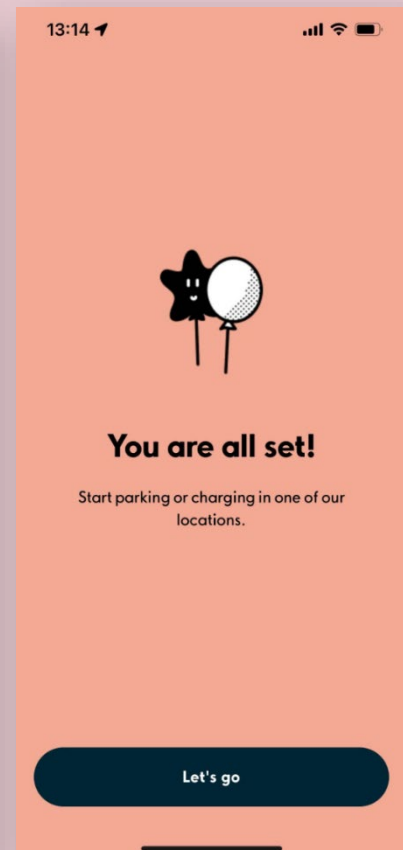 13:14
You are all set!
Start parking or charging in one of our
locations.
Let's go